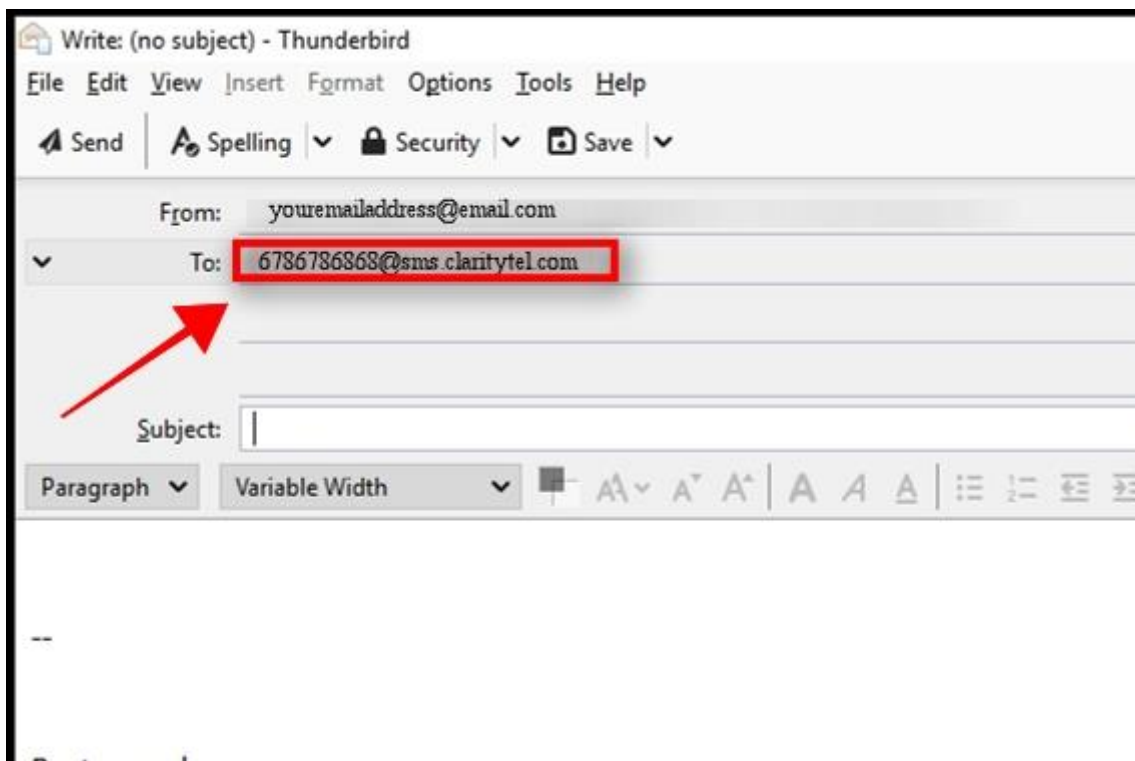 Write: (no subject) - Thunderbird
File Edit View Insert Format Options Tools Help
Send Spelling Security Save
From: youremailaddress@email.com
To: 6786786868@sms.claritytel.com
Subject:
Paragraph Variable Width
--